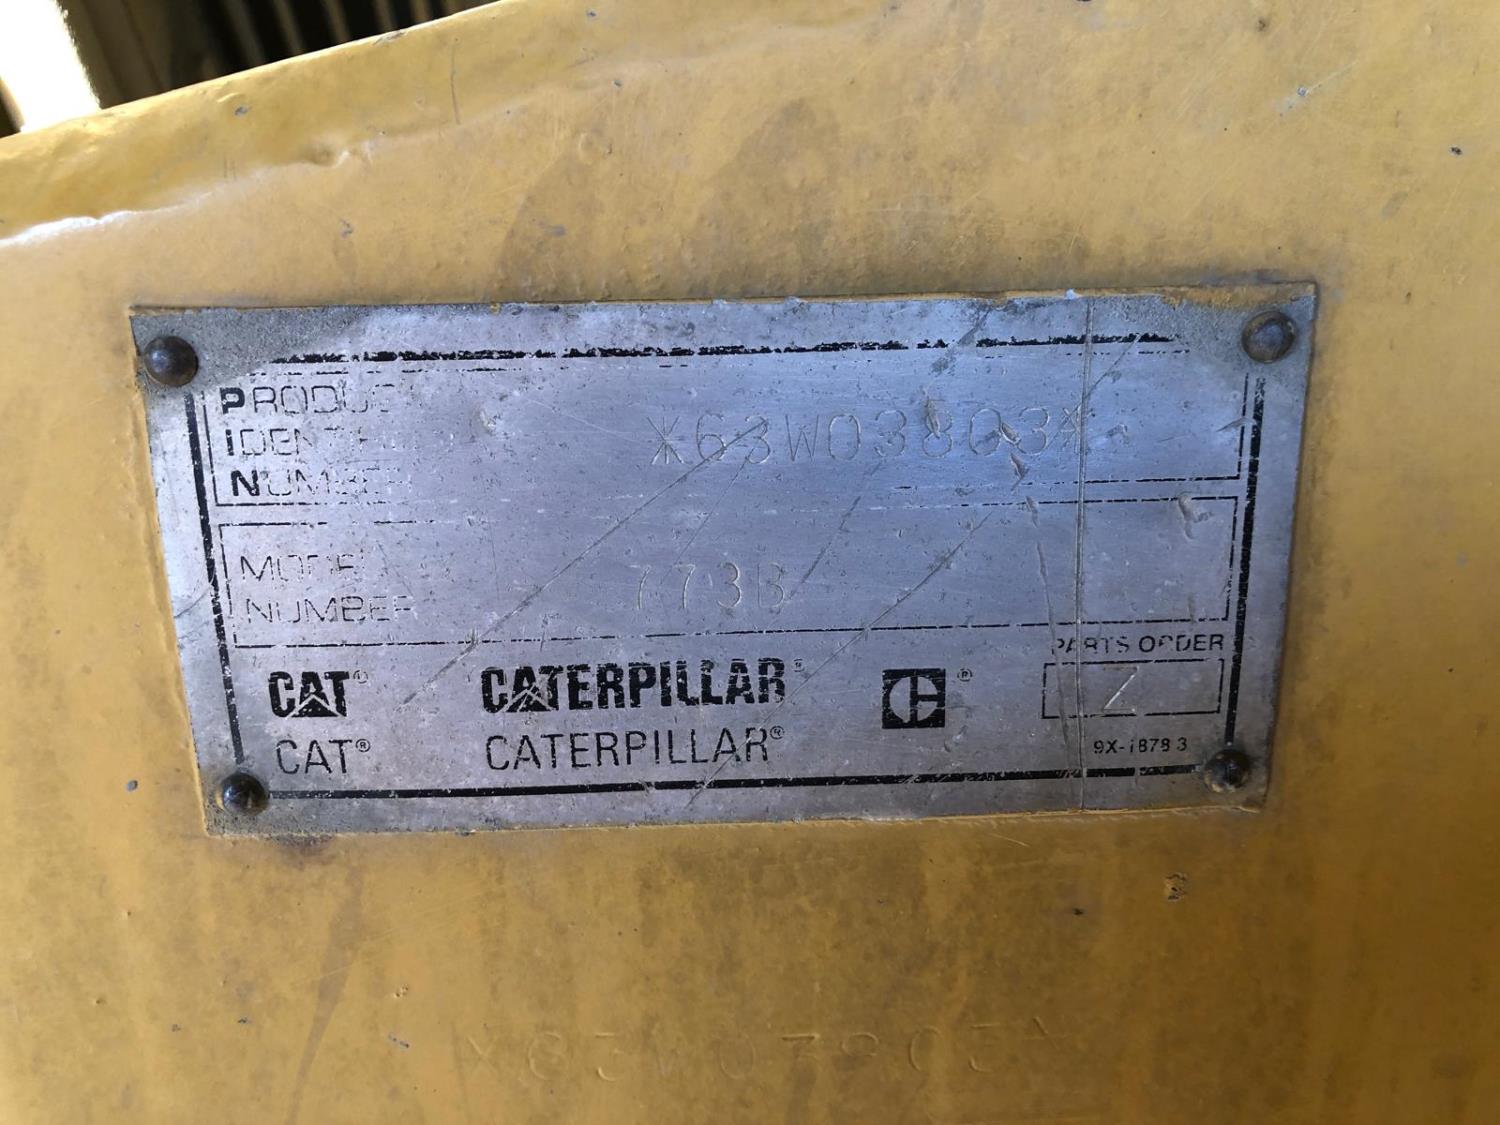 PRODUCT
IDENTIFICATION
NUMBER
*63W03803*
MODEL
NUMBER
773B
PARTS ORDER
Z
CAT® CATERPILLAR® ®
CAT® CATERPILLAR®
9X-1878 3